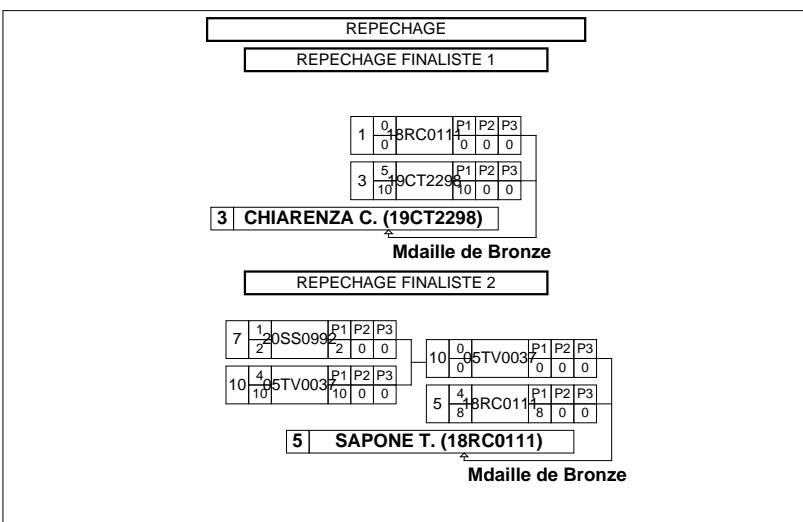 REPECHAGE
REPECHAGE FINALISTE 1
1 0 0 18RC0111 P1 P2 P3 0 0 0
3 5 10 19CT2298 P1 P2 P3 10 0 0
3 CHIARENZA C. (19CT2298)
Mdaille de Bronze
REPECHAGE FINALISTE 2
7 1 2 20SS0992 P1 P2 P3 2 0 0
10 0 0 05TV0037 P1 P2 P3 0 0 0
10 4 10 05TV0037 P1 P2 P3 10 0 0
5 4 8 18RC0111 P1 P2 P3 8 0 0
5 SAPONE T. (18RC0111)
Mdaille de Bronze